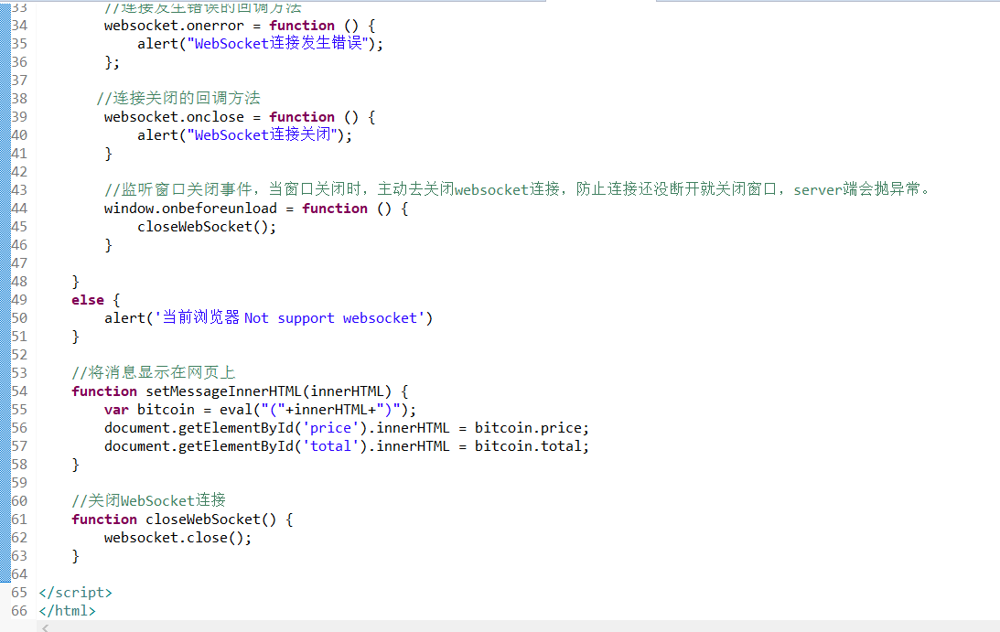 33 //连接发生错误的回调方法
34 websocket.onerror = function () {
35 alert("WebSocket连接发生错误");
36 };
37
38 //连接关闭的回调方法
39 websocket.onclose = function () {
40 alert("WebSocket连接关闭");
41 }
42
43 //监听窗口关闭事件，当窗口关闭时，主动去关闭websocket连接，防止连接还没断开就关闭窗口，server端会抛异常。
44 window.onbeforeunload = function () {
45 closeWebSocket();
46 }
47
48 }
49 else {
50 alert('当前浏览器 Not support websocket')
51 }
52
53 //将消息显示在网页上
54 function setMessageInnerHTML(innerHTML) {
55 var bitcoin = eval("("+innerHTML+")");
56 document.getElementById('price').innerHTML = bitcoin.price;
57 document.getElementById('total').innerHTML = bitcoin.total;
58 }
59
60 //关闭WebSocket连接
61 function closeWebSocket() {
62 websocket.close();
63 }
64
65 </script>
66 </html>